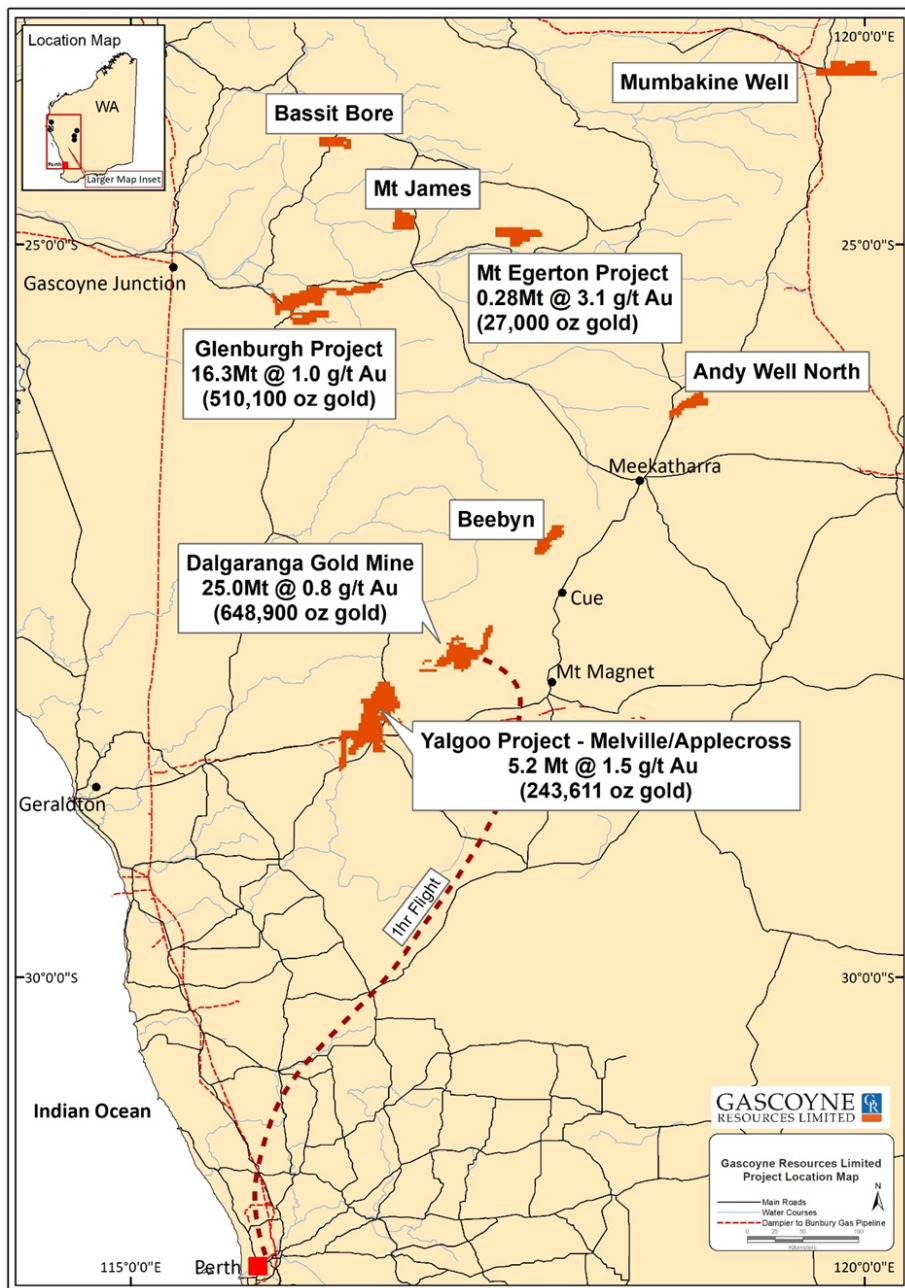 Location Map
WA
Perth
Larger Map Inset
120°0'0"E
Mumbakine Well
Bassit Bore
Mt James
25°0'0"S
25°0'0"S
Gascoyne Junction
Mt Egerton Project
0.28Mt @ 3.1 g/t Au
(27,000 oz gold)
Glenburgh Project
16.3Mt @ 1.0 g/t Au
(510,100 oz gold)
Andy Well North
Meekatharra
Beebyn
Dalgaranga Gold Mine
25.0Mt @ 0.8 g/t Au
(648,900 oz gold)
Cue
Mt Magnet
Yalgoo Project - Melville/Applecross
5.2 Mt @ 1.5 g/t Au
(243,611 oz gold)
Geraldton
1hr Flight
30°0'0"S
30°0'0"S
Indian Ocean
GASCOYNE
RESOURCES LIMITED
GR
Gascoyne Resources Limited
Project Location Map
N
Main Roads
Water Courses
Dampier to Bunbury Gas Pipeline
0 25 50 100
Kilometers
Perth
115°0'0"E
120°0'0"E